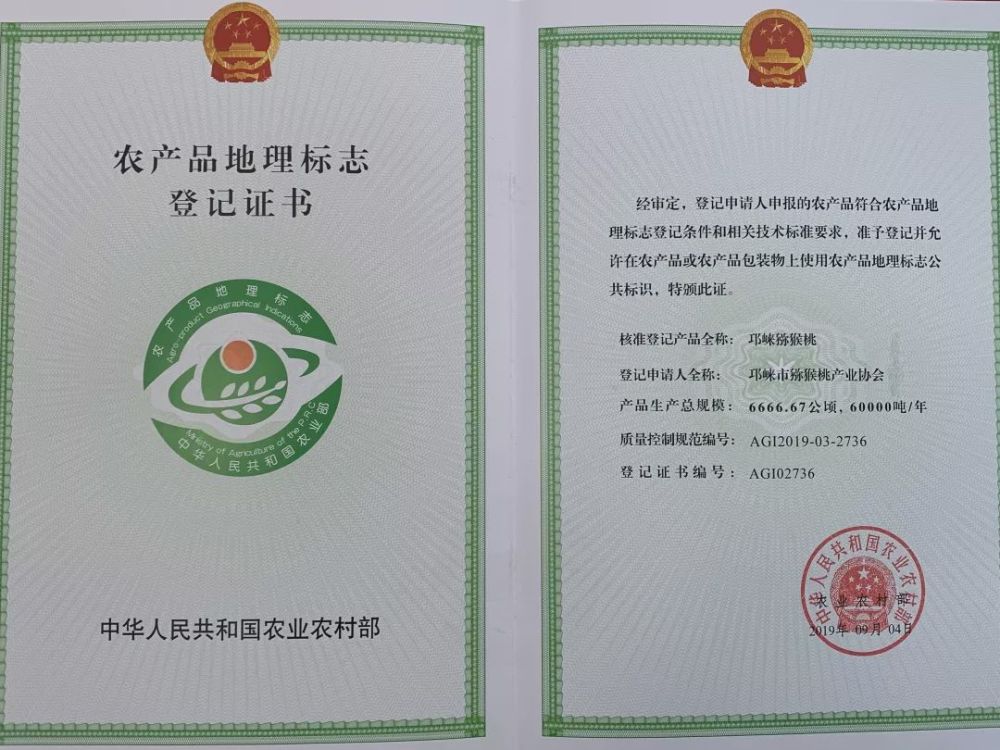 农产品地理标志
登记证书
农产品地理标志
Agro-product Geographical Indications
Ministry of Agriculture of the P.R.C
中华人民共和国农业部
中华人民共和国农业农村部
经审定，登记申请人申报的农产品符合农产品地
理标志登记条件和相关技术标准要求，准予登记并允
许在农产品或农产品包装物上使用农产品地理标志公
共标识，特颁此证。
核准登记产品全称： 邛崃猕猴桃
登记申请人全称： 邛崃市猕猴桃产业协会
产品生产总规模： 6666.67公顷，60000吨/年
质量控制规范编号： AGI2019-03-2736
登记证书编号： AGI02736
中华人民共和国农业农村部
农业农村部
2019年 09月 04日